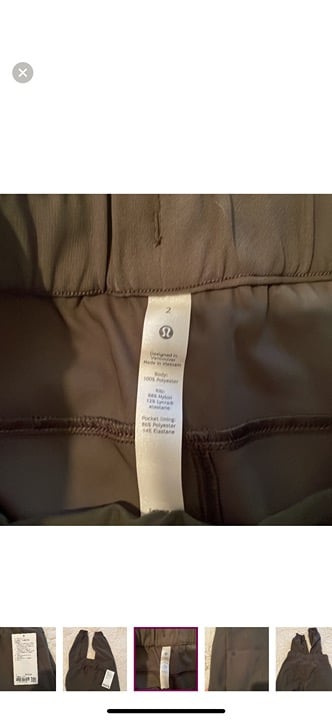 2
Designed in
Vancouver
Made in Vietnam
Body:
100% Polyester
Rib:
88% Nylon
12% Lycra®
elastane
Pocket lining:
86% Polyester
14% Elastane